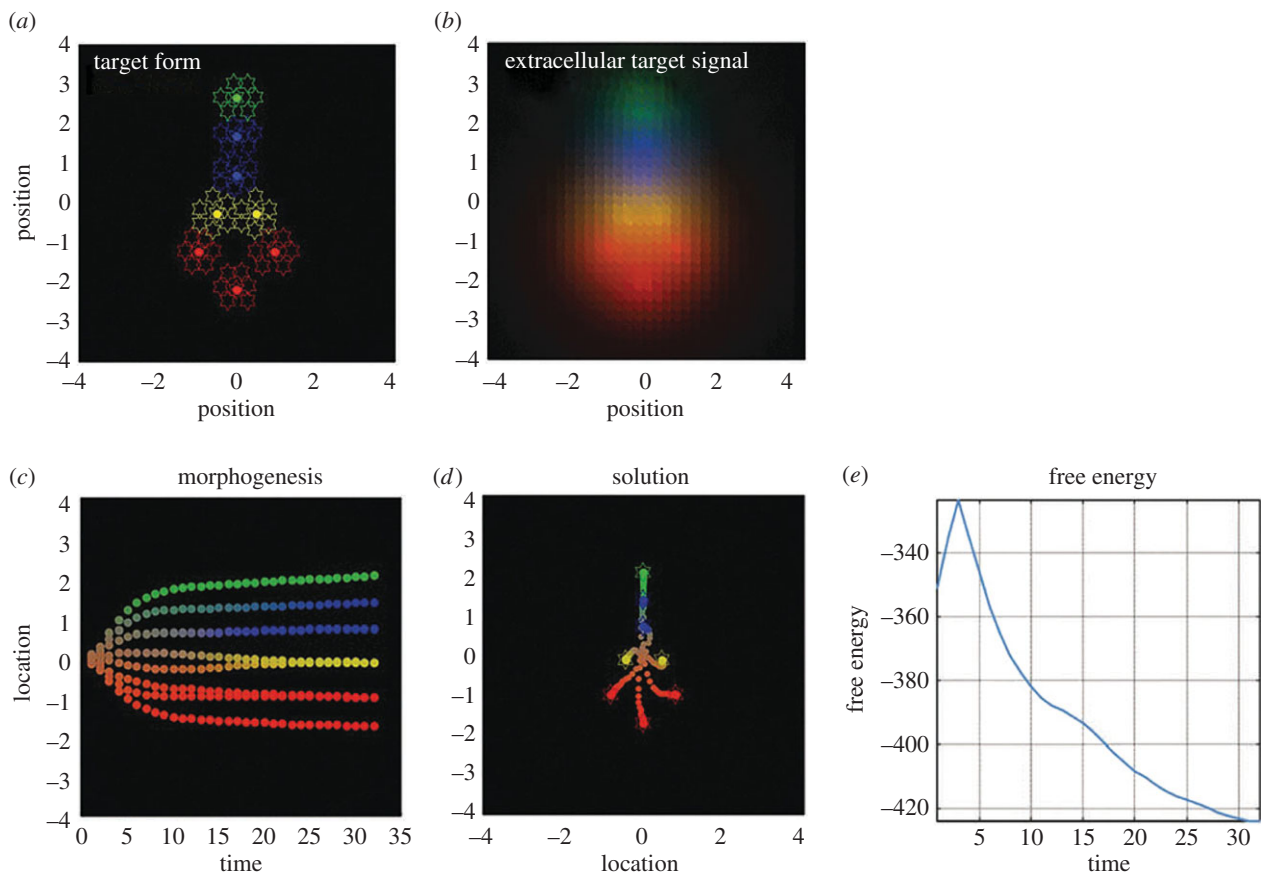 (a)
target form
4
3
2
1
0
–1
–2
–3
–4
position
–4 –2 0 2 4
position
(b)
extracellular target signal
4
3
2
1
0
–1
–2
–3
–4
–4 –2 0 2 4
position
(c) morphogenesis
4
3
2
1
0
–1
–2
–3
–4
location
0 5 10 15 20 25 30 35
time
(d) solution
4
3
2
1
0
–1
–2
–3
–4
–4 –2 0 2 4
location
(e) free energy
–340
–360
–380
–400
–420
free energy
5 10 15 20 25 30
time